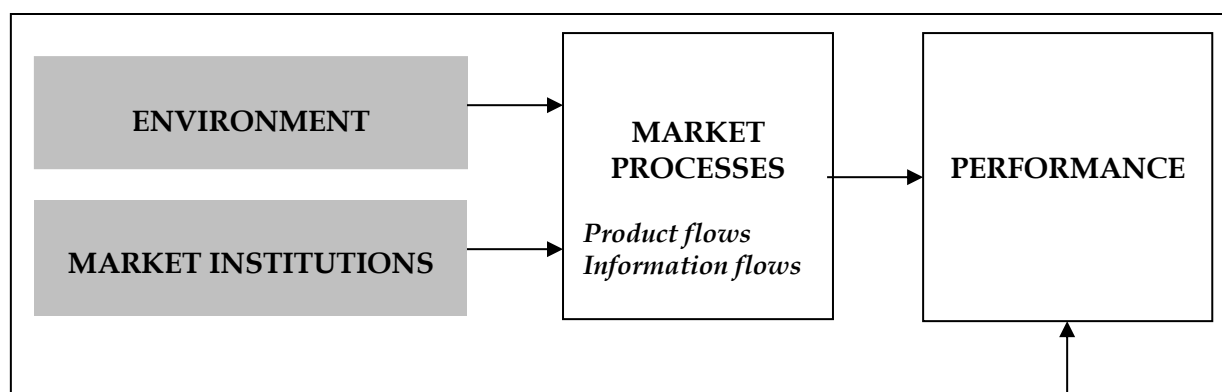 ENVIRONMENT
MARKET INSTITUTIONS
MARKET
PROCESSES
Product flows
Information flows
PERFORMANCE